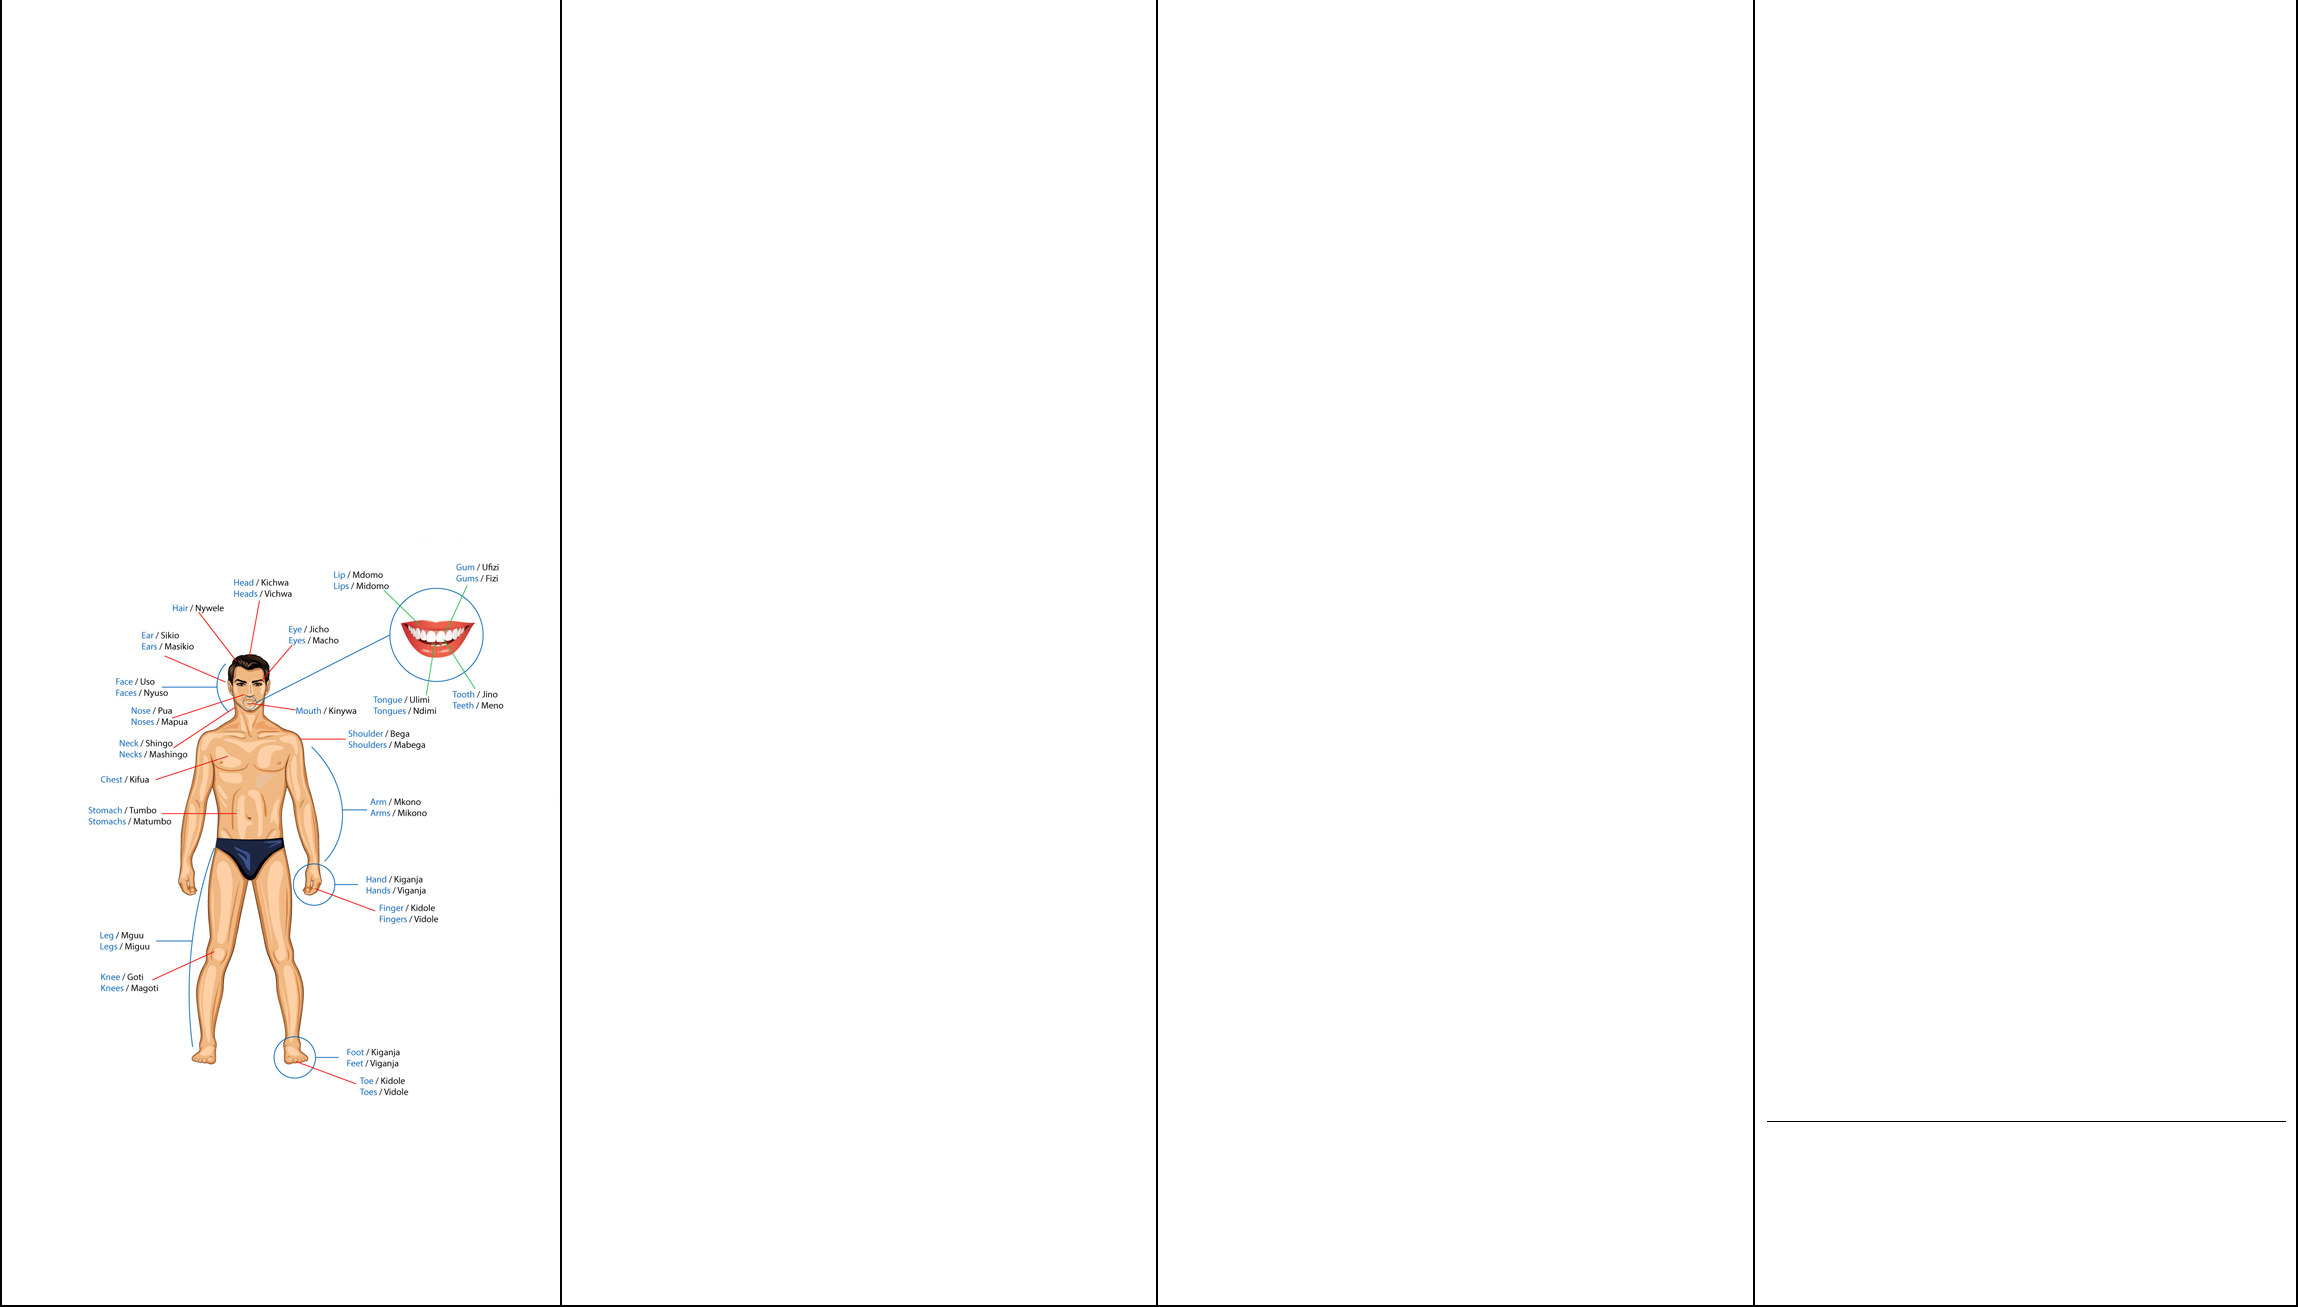 Gum / Ufizi
Gums / Fizi
Lip / Mdomo
Lips / Midomo
Head / Kichwa
Heads / Vichwa
Hair / Nywele
Eye / Jicho
Eyes / Macho
Ear / Sikio
Ears / Masikio
Face / Uso
Faces / Nyuso
Tooth / Jino
Teeth / Meno
Tongue / Ulimi
Tongues / Ndimi
Nose / Pua
Noses / Mapua
Mouth / Kinywa
Shoulder / Bega
Shoulders / Mabega
Neck / Shingo
Necks / Mashingo
Chest / Kifua
Arm / Mkono
Arms / Mikono
Stomach / Tumbo
Stomachs / Matumbo
Hand / Kiganja
Hands / Viganja
Finger / Kidole
Fingers / Vidole
Leg / Mguu
Legs / Miguu
Knee / Goti
Knees / Magoti
Foot / Kiganja
Feet / Viganja
Toe / Kidole
Toes / Vidole